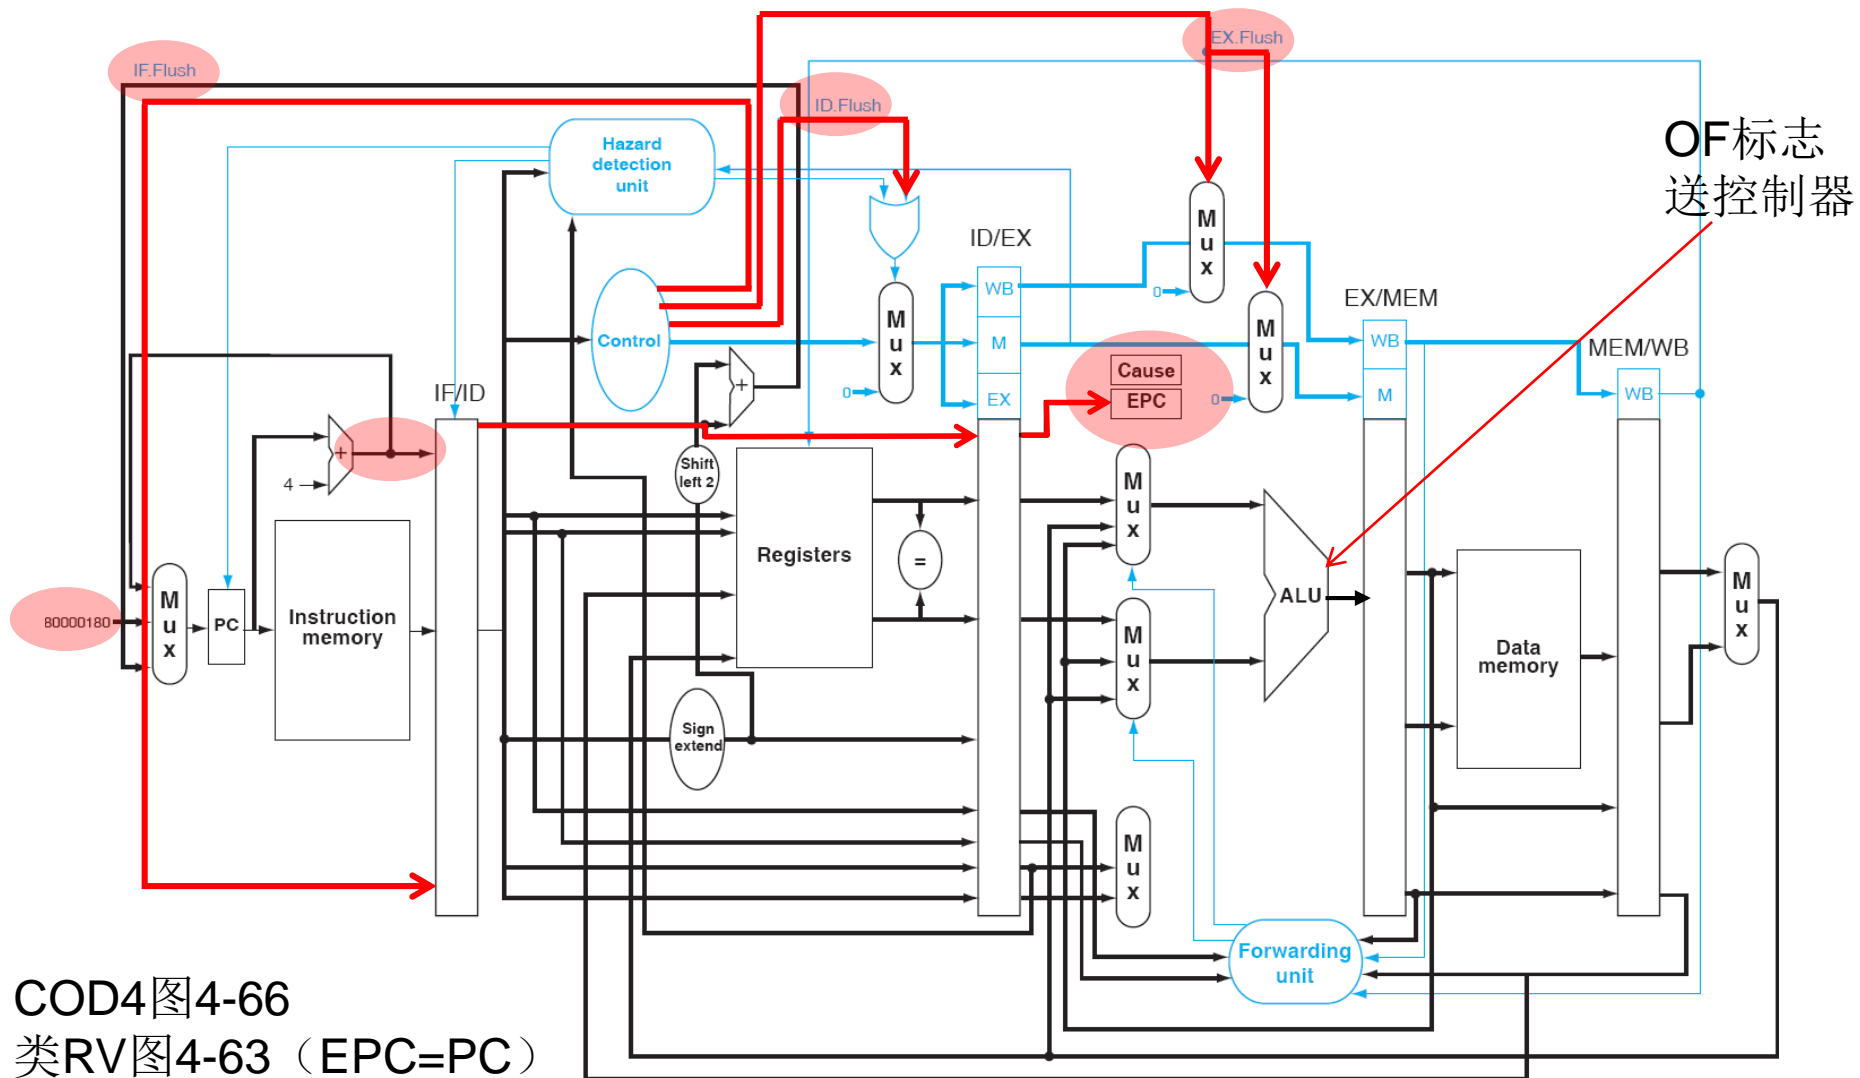 IF.Flush
ID.Flush
EX.Flush
OF标志
送控制器
Hazard
detection
unit
ID/EX
M
u
x
0
EX/MEM
WB
M
u
x
0
Control
M
u
x
0
WB
M
EX
Cause
EPC
WB
M
MEM/WB
WB
IF/ID
+
+
4
Shift
left 2
M
u
x
Registers
=
M
u
x
80000180
PC
Instruction
memory
ALU
M
u
x
M
u
x
Data
memory
Sign
extend
M
u
x
Forwarding
unit
COD4图4-66
类RV图4-63（EPC=PC）